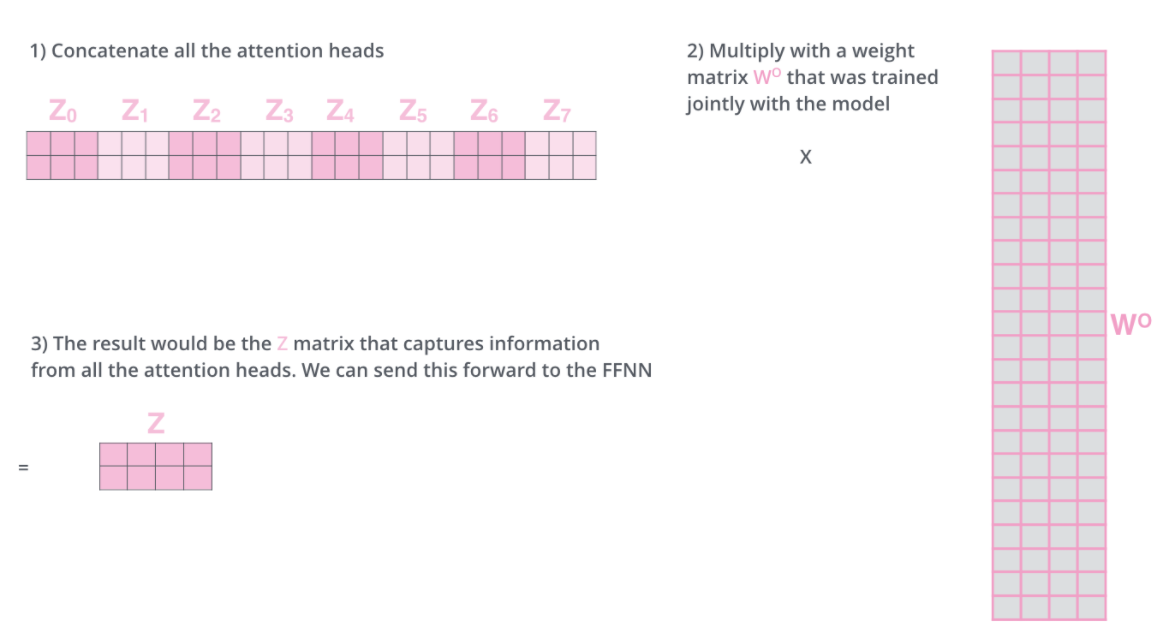 1) Concatenate all the attention heads
Z0 Z1 Z2 Z3 Z4 Z5 Z6 Z7
2) Multiply with a weight
matrix WO that was trained
jointly with the model
X
WO
3) The result would be the Z matrix that captures information
from all the attention heads. We can send this forward to the FFNN
Z
=